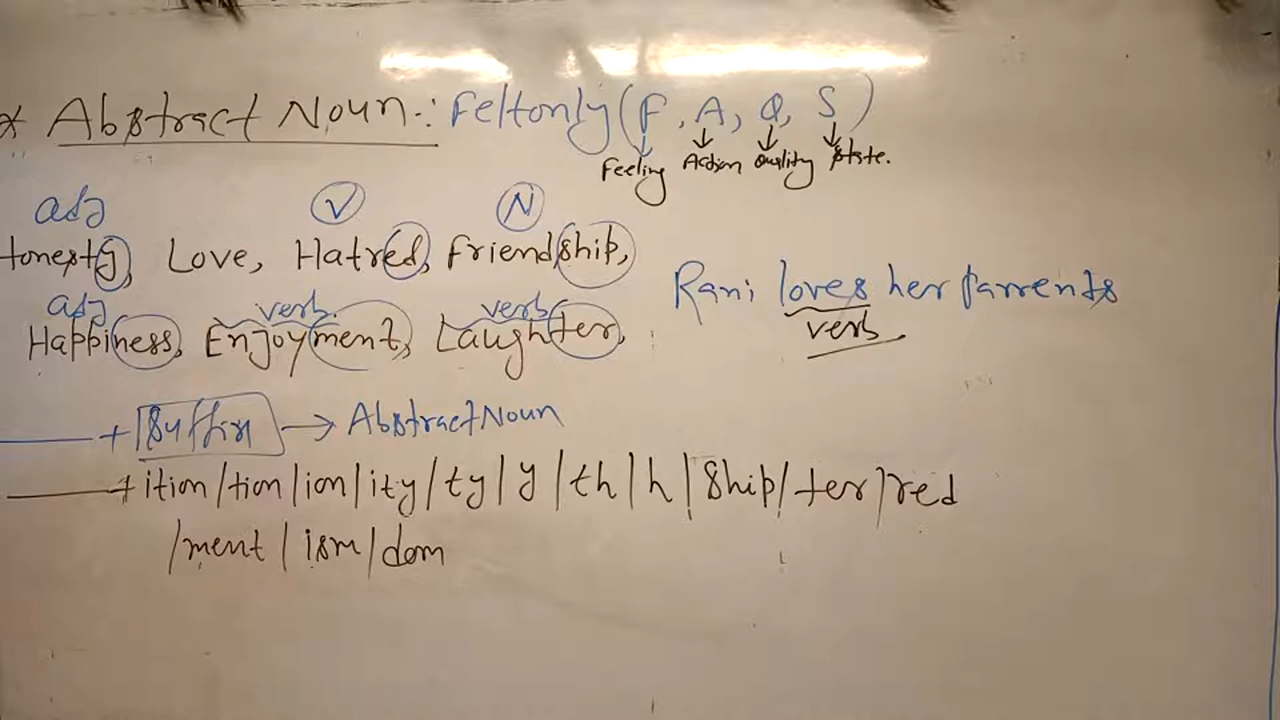 * Abstract Noun:- Feltonly (F, A, Q, S)
Feeling Action Quality State.
adj V N
Honesty, Love, Hatred, Friendship,
Rani loves her parrents
verb
adj verb verb
Happiness, Enjoyment, Laughter,
+ Suffix → Abstract Noun
+ ition / tion / ion / ity / ty / y / th / h / Ship / ter / red
/ ment / ism / dom